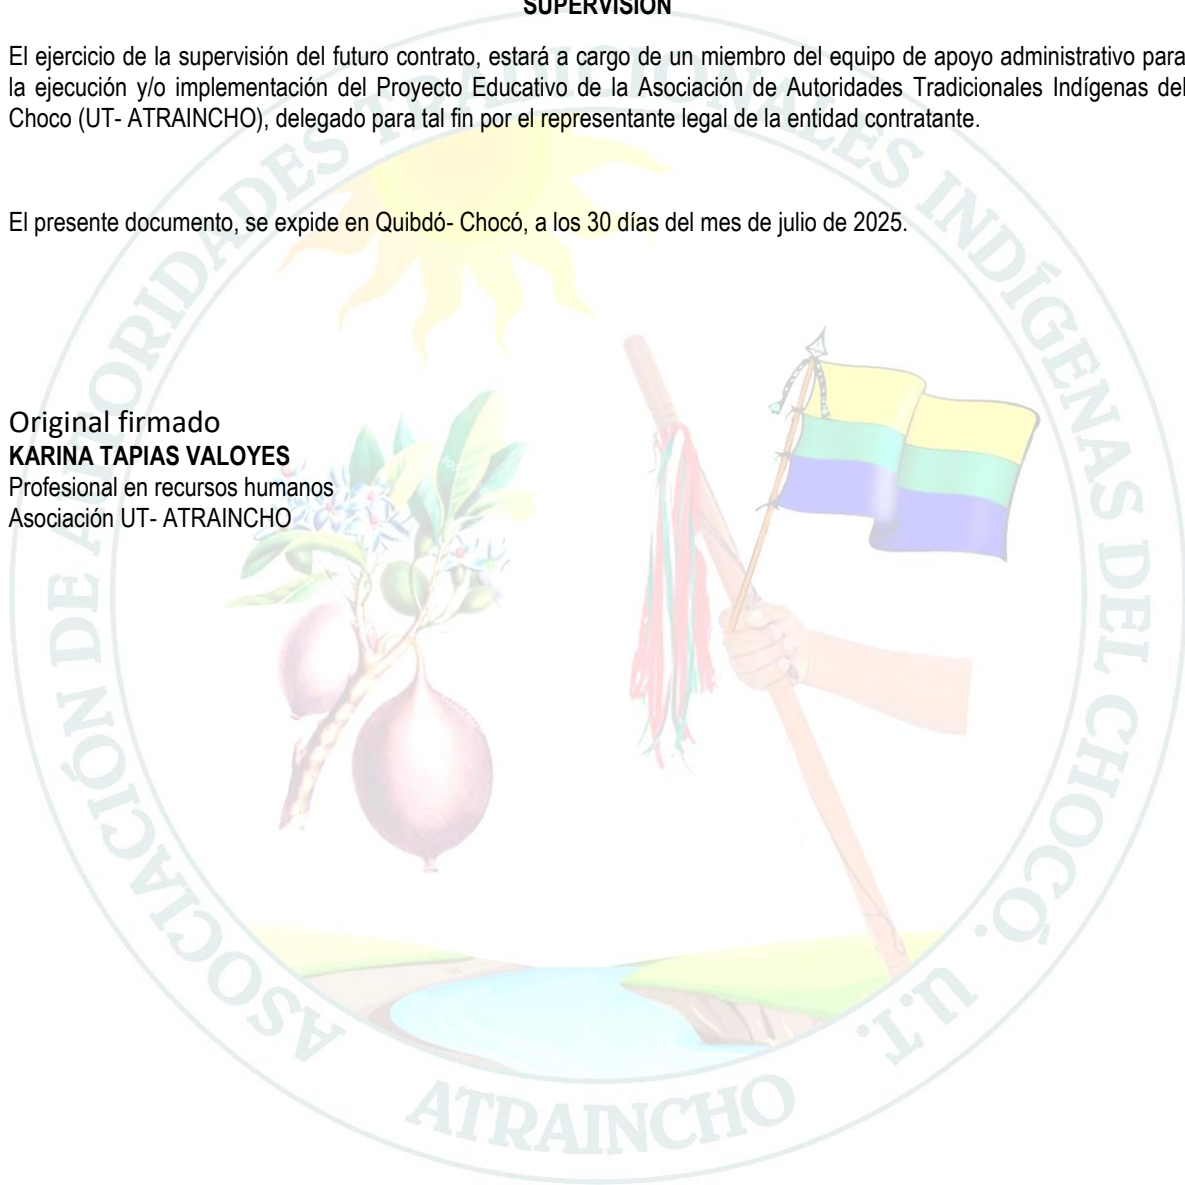 SUPERVISIÓN
El ejercicio de la supervisión del futuro contrato, estará a cargo de un miembro del equipo de apoyo administrativo para
la ejecución y/o implementación del Proyecto Educativo de la Asociación de Autoridades Tradicionales Indígenas del
Choco (UT- ATRAINCHO), delegado para tal fin por el representante legal de la entidad contratante.
El presente documento, se expide en Quibdó- Chocó, a los 30 días del mes de julio de 2025.
Original firmado
KARINA TAPIAS VALOYES
Profesional en recursos humanos
Asociación UT- ATRAINCHO
ASOCIACIÓN DE AUTORIDADES TRADICIONALES INDÍGENAS DEL CHOCÓ. U.T.
ATRAINCHO